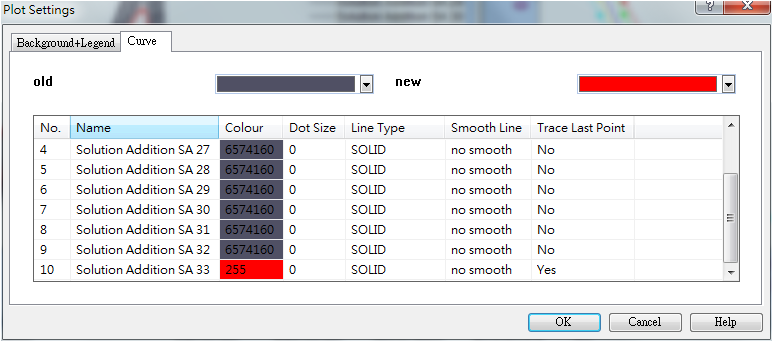 Plot Settings
Background+Legend Curve
old new
No. Name Colour Dot Size Line Type Smooth Line Trace Last Point
4 Solution Addition SA 27 6574160 0 SOLID no smooth No
5 Solution Addition SA 28 6574160 0 SOLID no smooth No
6 Solution Addition SA 29 6574160 0 SOLID no smooth No
7 Solution Addition SA 30 6574160 0 SOLID no smooth No
8 Solution Addition SA 31 6574160 0 SOLID no smooth No
9 Solution Addition SA 32 6574160 0 SOLID no smooth No
10 Solution Addition SA 33 255 0 SOLID no smooth Yes
OK Cancel Help